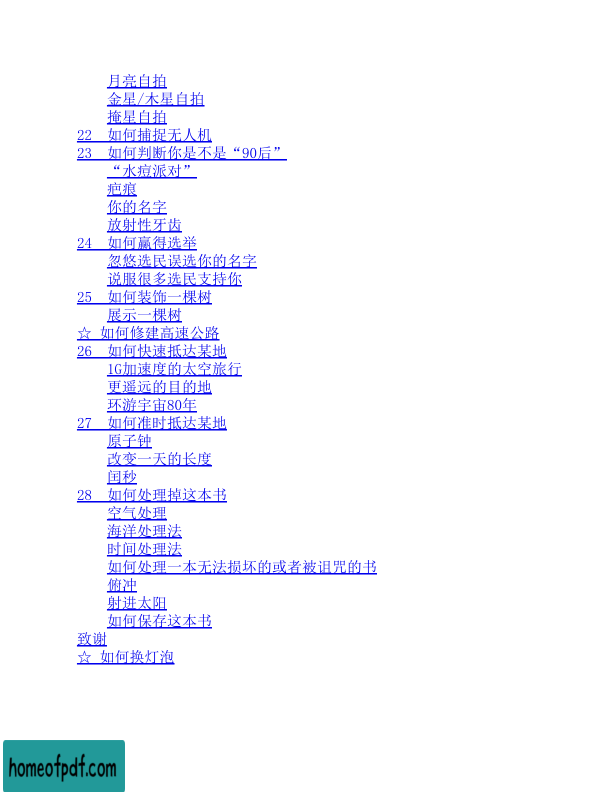 月亮自拍
金星/木星自拍
掩星自拍
22  如何捕捉无人机
23  如何判断你是不是“90后”
“水痘派对”
疤痕
你的名字
放射性牙齿
24  如何赢得选举
忽悠选民误选你的名字
说服很多选民支持你
25  如何装饰一棵树
展示一棵树
☆ 如何修建高速公路
26  如何快速抵达某地
1G加速度的太空旅行
更遥远的目的地
环游宇宙80年
27  如何准时抵达某地
原子钟
改变一天的长度
闰秒
28  如何处理掉这本书
空气处理
海洋处理法
时间处理法
如何处理一本无法损坏的或者被诅咒的书
俯冲
射进太阳
如何保存这本书
致谢
☆ 如何换灯泡
homeofpdf.com